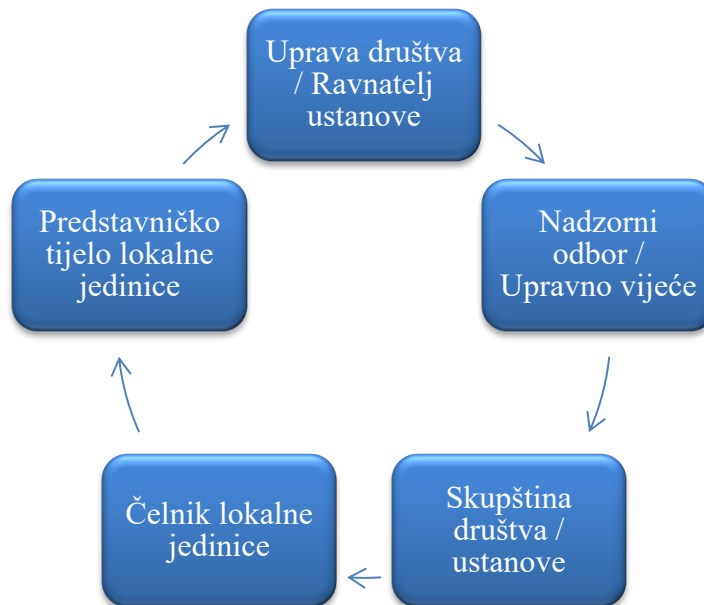 Uprava društva
/ Ravnatelj
ustanove
Nadzorni
odbor /
Upravno vijeće
Skupština
društva /
ustanove
Čelnik lokalne
jedinice
Predstavničko
tijelo lokalne
jedinice